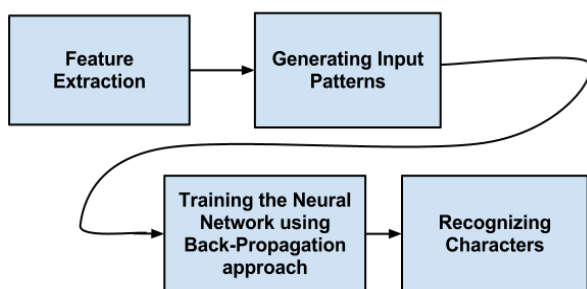 Feature
Extraction
Generating Input
Patterns
Training the Neural
Network using
Back-Propagation
approach
Recognizing
Characters